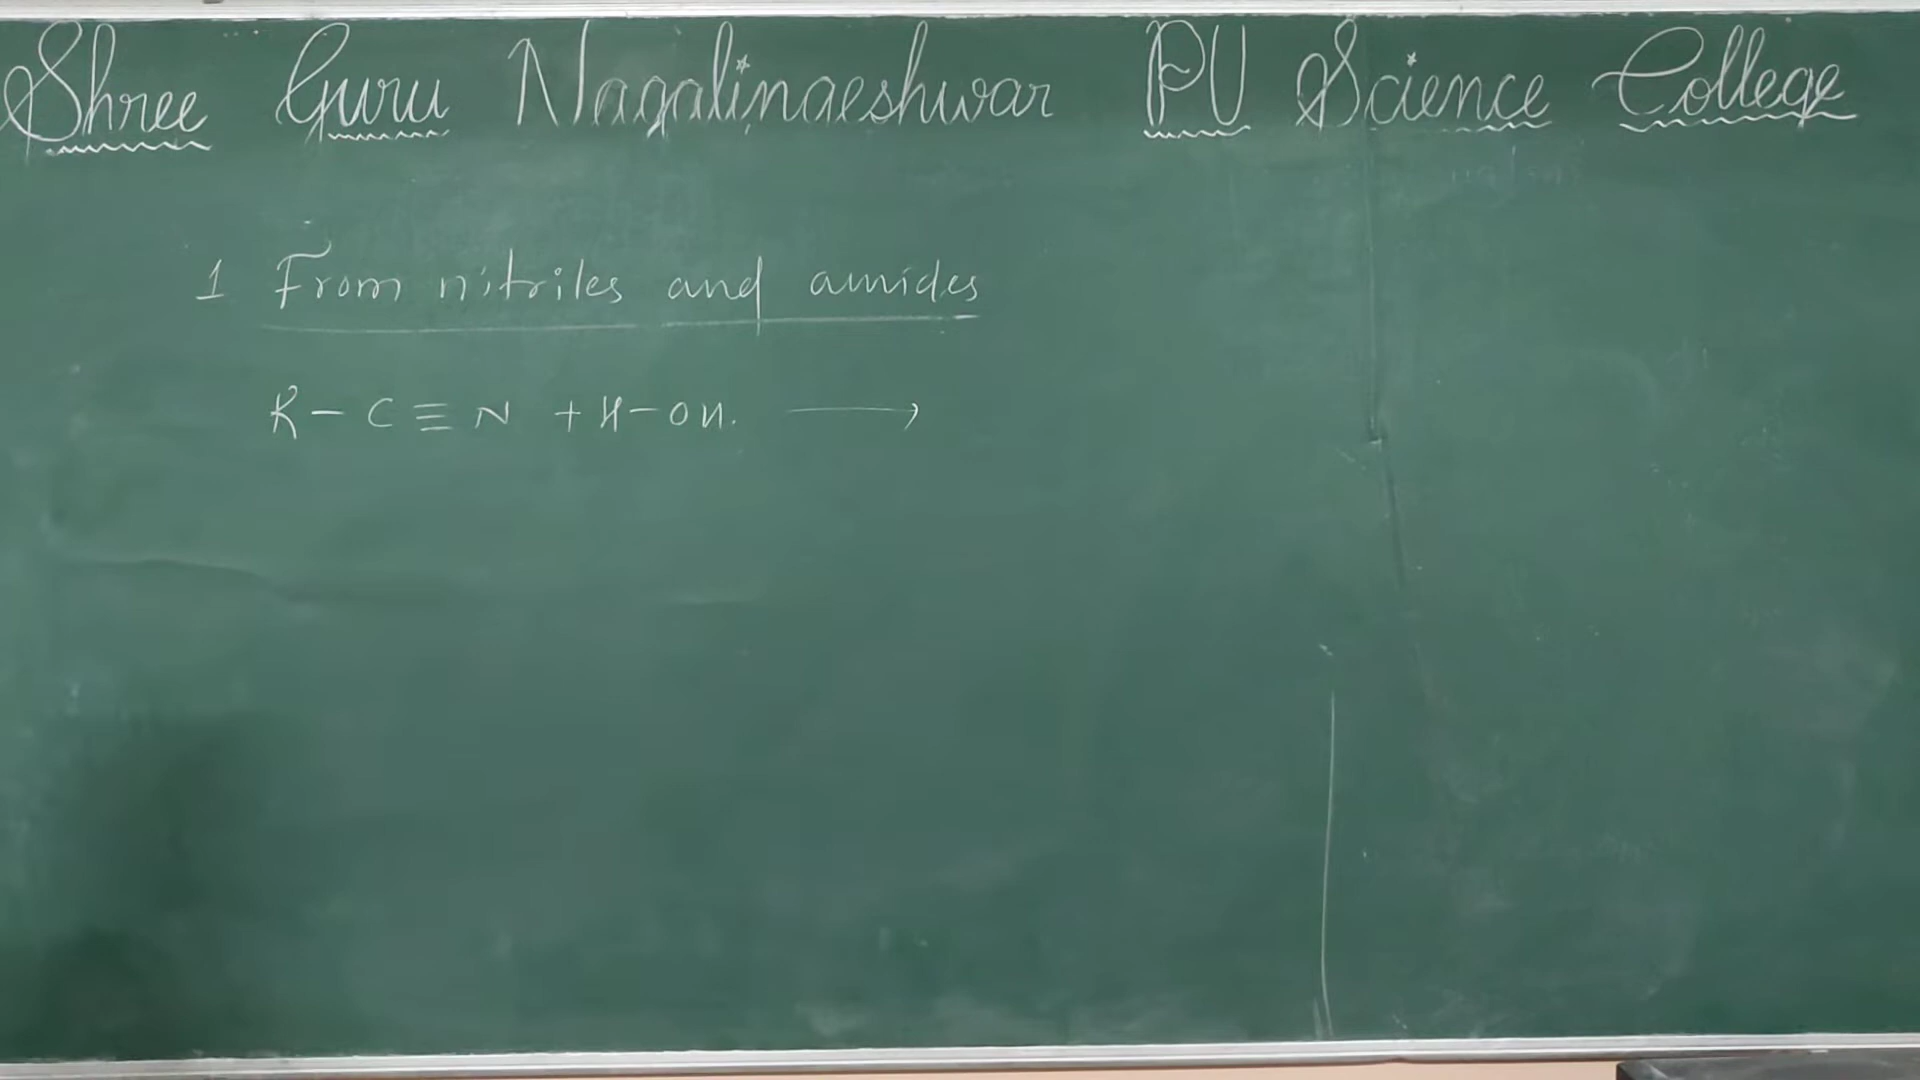 Shree Guru Nagalingeshwar PU Science College
1 From nitriles and amides
R - C ≡ N + H - OH. ⟶